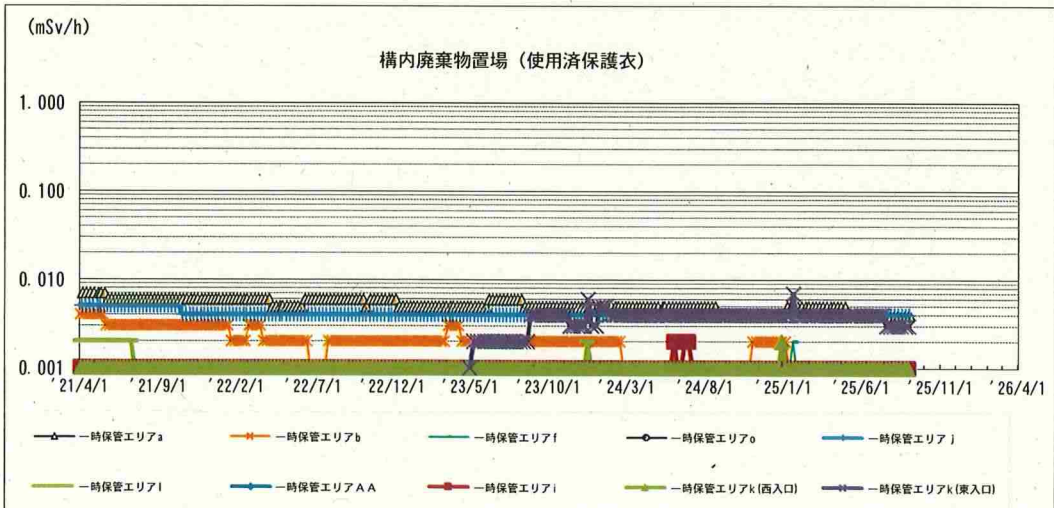 (mSv/h)
構内廃棄物置場（使用済保護衣）
1.000
0.100
0.010
0.001
'21/4/1 '21/9/1 '22/2/1 '22/7/1 '22/12/1 '23/5/1 '23/10/1 '24/3/1 '24/8/1 '25/1/1 '25/6/1 '25/11/1 '26/4/1
一時保管エリアa 一時保管エリアb 一時保管エリアf 一時保管エリアo 一時保管エリアj
一時保管エリアl 一時保管エリアＡＡ 一時保管エリアi 一時保管エリアk(西入口) 一時保管エリアk(東入口)